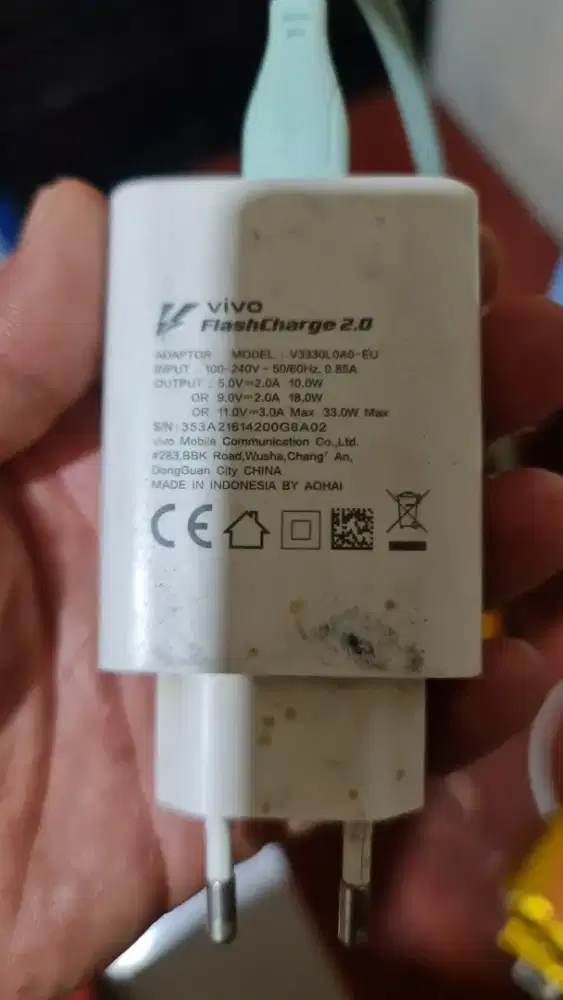 vivo
FlashCharge 2.0
ADAPTOR MODEL : V3330L0A0-EU
INPUT : 100-240V ~ 50/60Hz, 0.85A
OUTPUT : 5.0V⎓2.0A 10.0W
OR 9.0V⎓2.0A 18.0W
OR 11.0V⎓3.0A Max 33.0W Max
S/N: 353A21614200G8A02
vivo Mobile Communication Co.,Ltd.
#283,BBK Road,Wusha,Chang' An,
DongGuan City CHINA
MADE IN INDONESIA BY AOHAI
CE